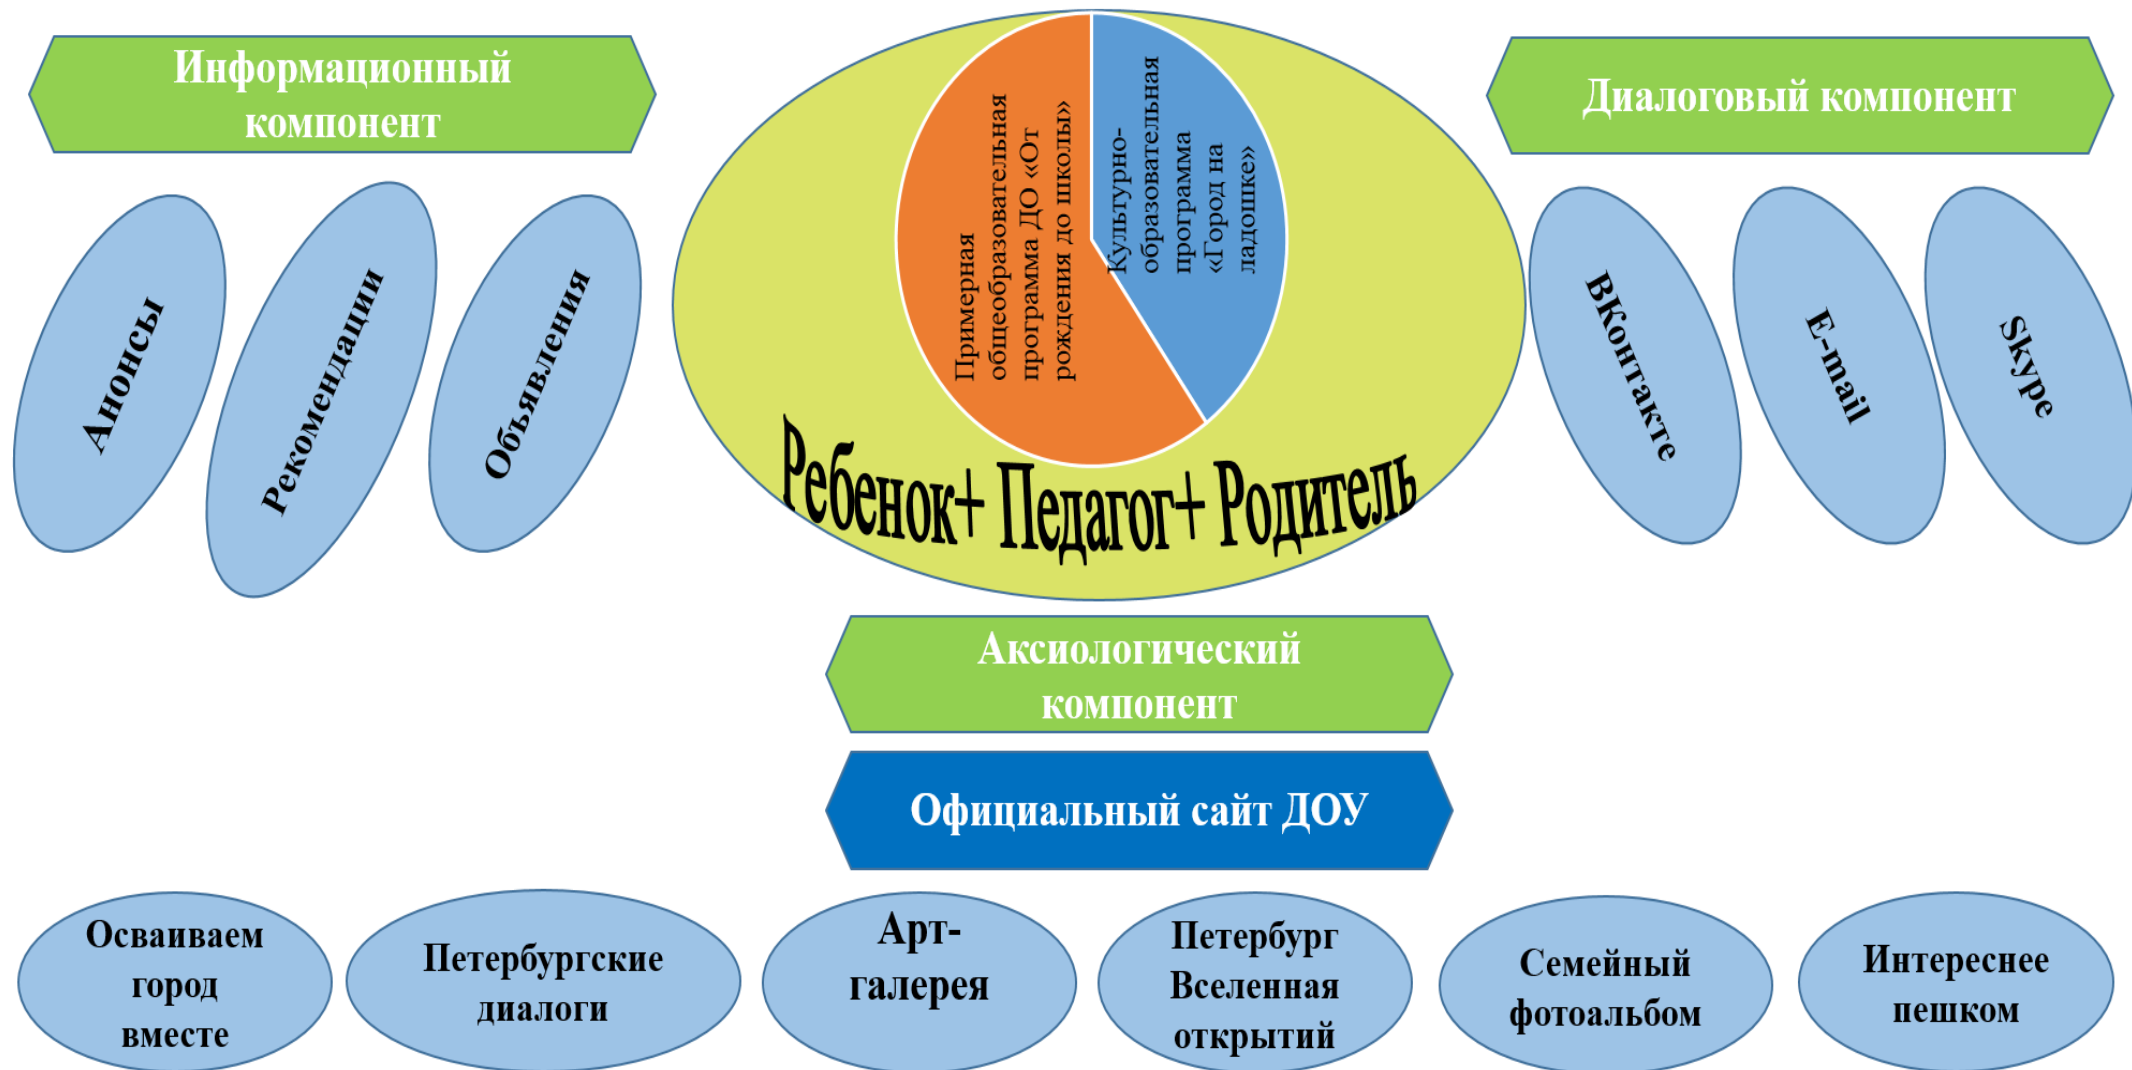 Информационный
компонент
Диалоговый компонент
Примерная
общеобразовательная
программа ДО «От
рождения до школы»
Культурно-
образовательная
программа
«Город на
ладошке»
Анонсы
Рекомендации
Объявления
ВКонтакте
E-mail
Skype
Ребенок+ Педагог+ Родитель
Аксиологический
компонент
Официальный сайт ДОУ
Осваиваем
город
вместе
Петербургские
диалоги
Арт-
галерея
Петербург
Вселенная
открытий
Семейный
фотоальбом
Интереснее
пешком